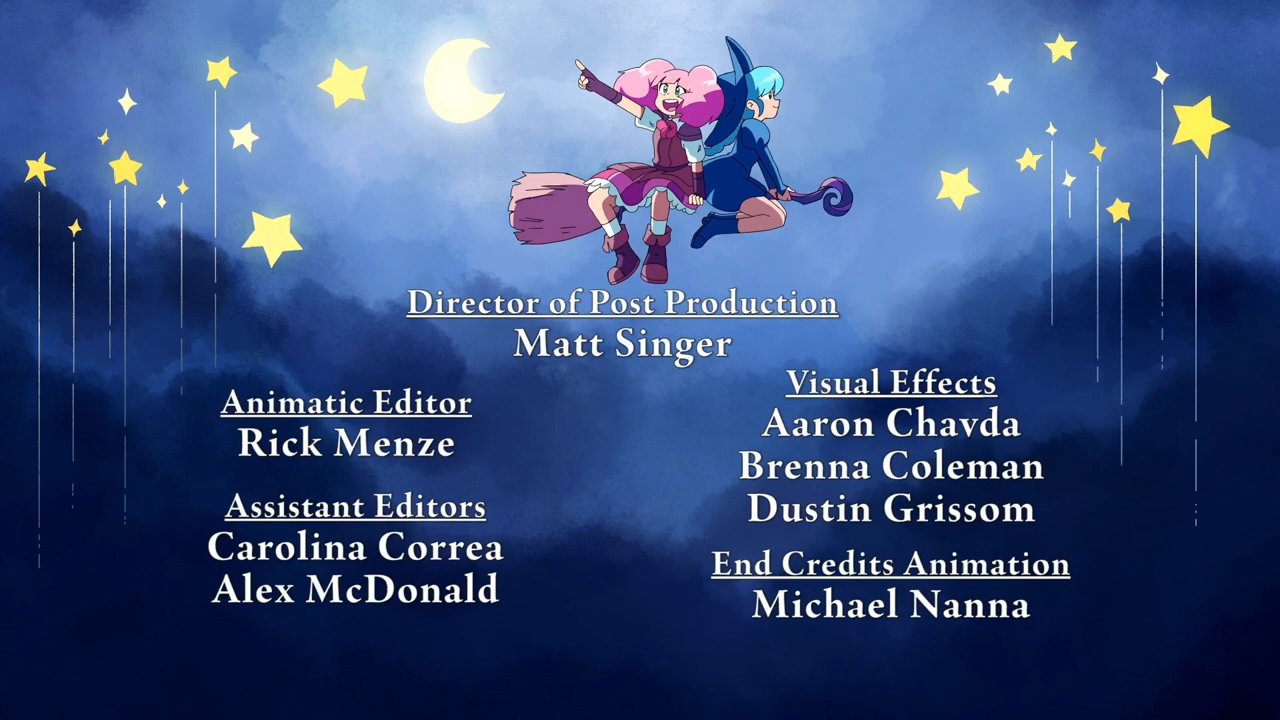 Director of Post Production
Matt Singer
Animatic Editor
Rick Menze
Assistant Editors
Carolina Correa
Alex McDonald
Visual Effects
Aaron Chavda
Brenna Coleman
Dustin Grissom
End Credits Animation
Michael Nanna